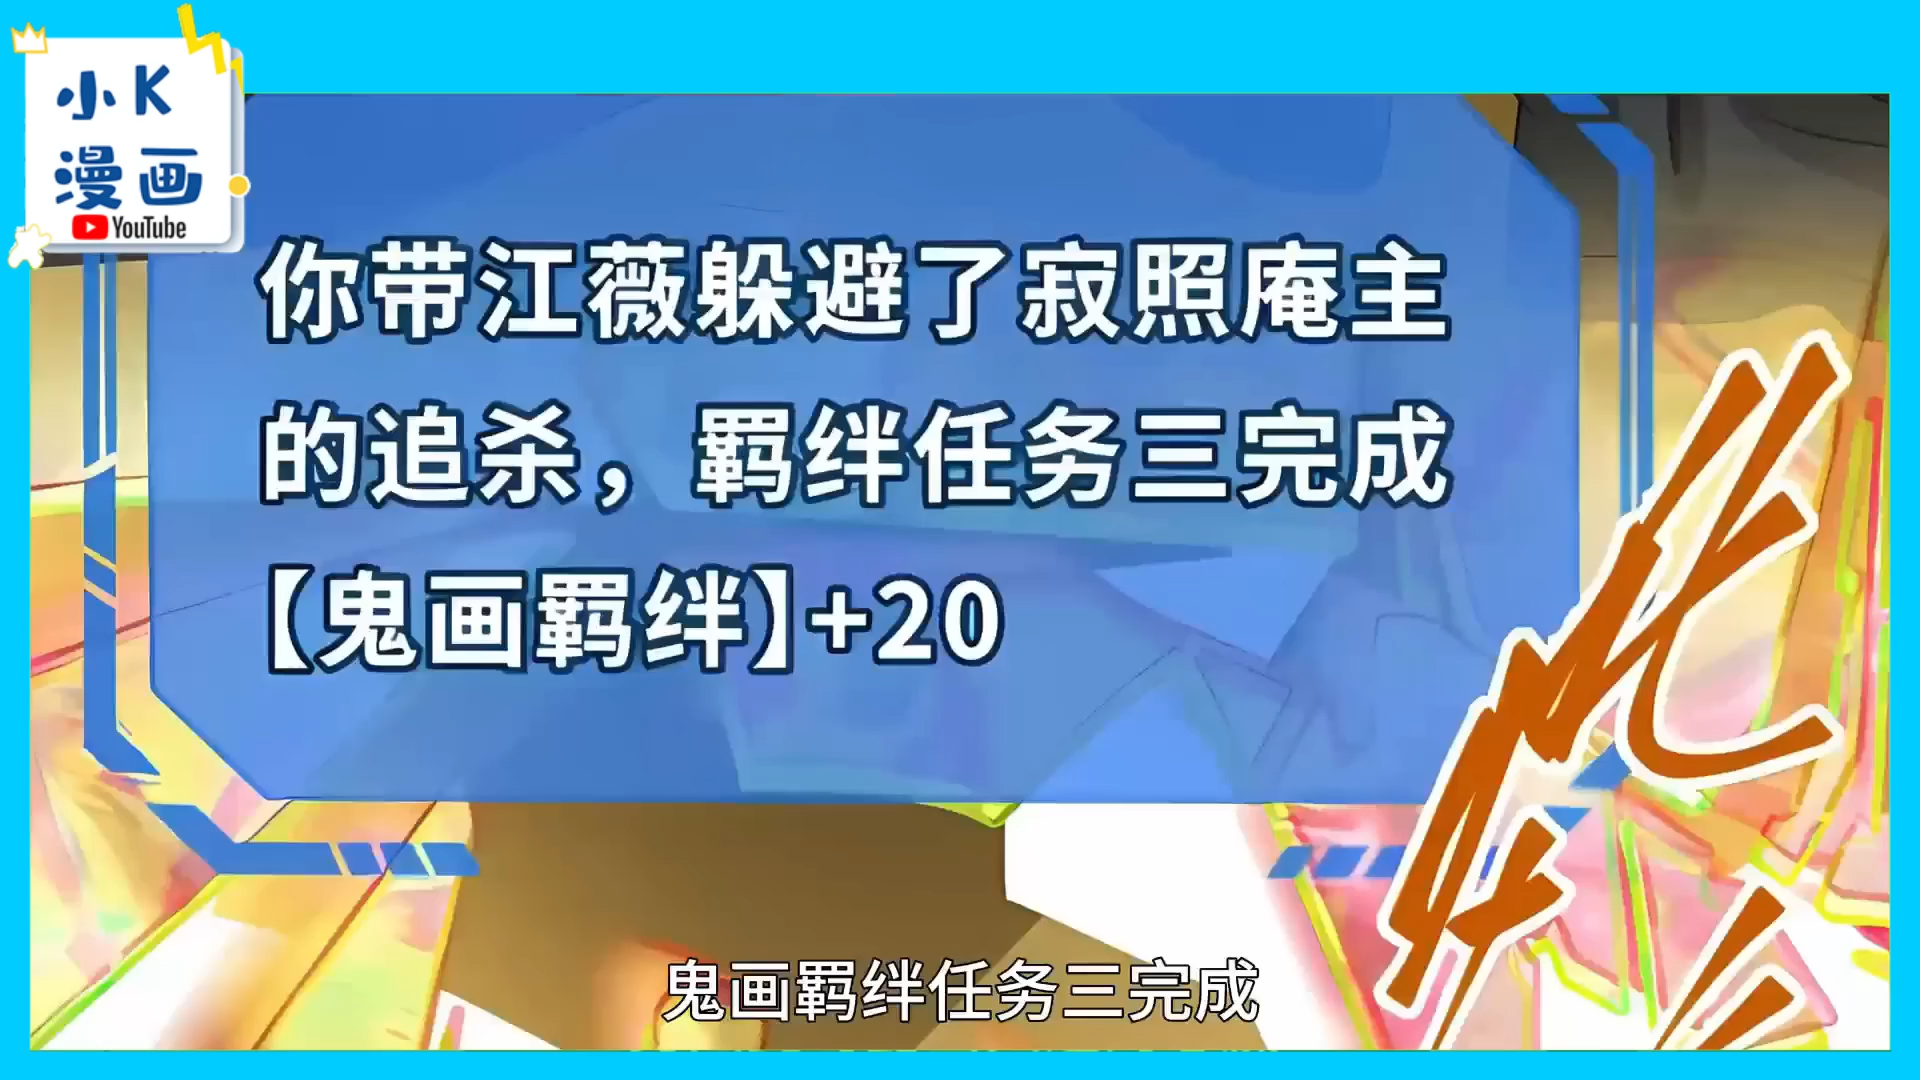 小K
漫画
YouTube
你带江薇躲避了寂照庵主
的追杀，羁绊任务三完成
【鬼画羁绊】+20
鬼画羁绊任务三完成